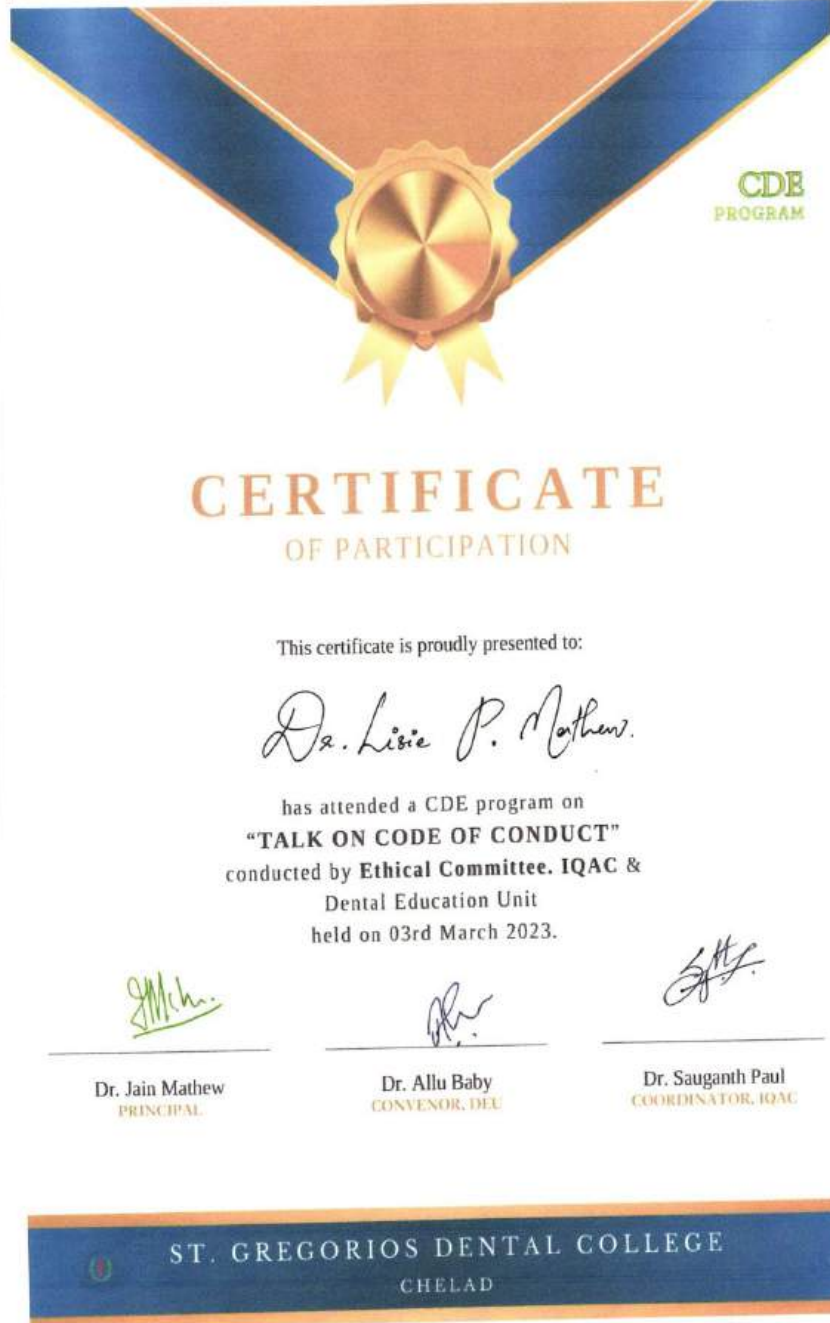 CDE
PROGRAM
CERTIFICATE
OF PARTICIPATION
This certificate is proudly presented to:
Dr. Lisie P. Mathew.
has attended a CDE program on
“TALK ON CODE OF CONDUCT”
conducted by Ethical Committee. IQAC &
Dental Education Unit
held on 03rd March 2023.
Dr. Jain Mathew
PRINCIPAL
Dr. Allu Baby
CONVENOR, DEU
Dr. Sauganth Paul
COORDINATOR, IQAC
ST. GREGORIOS DENTAL COLLEGE
CHELAD